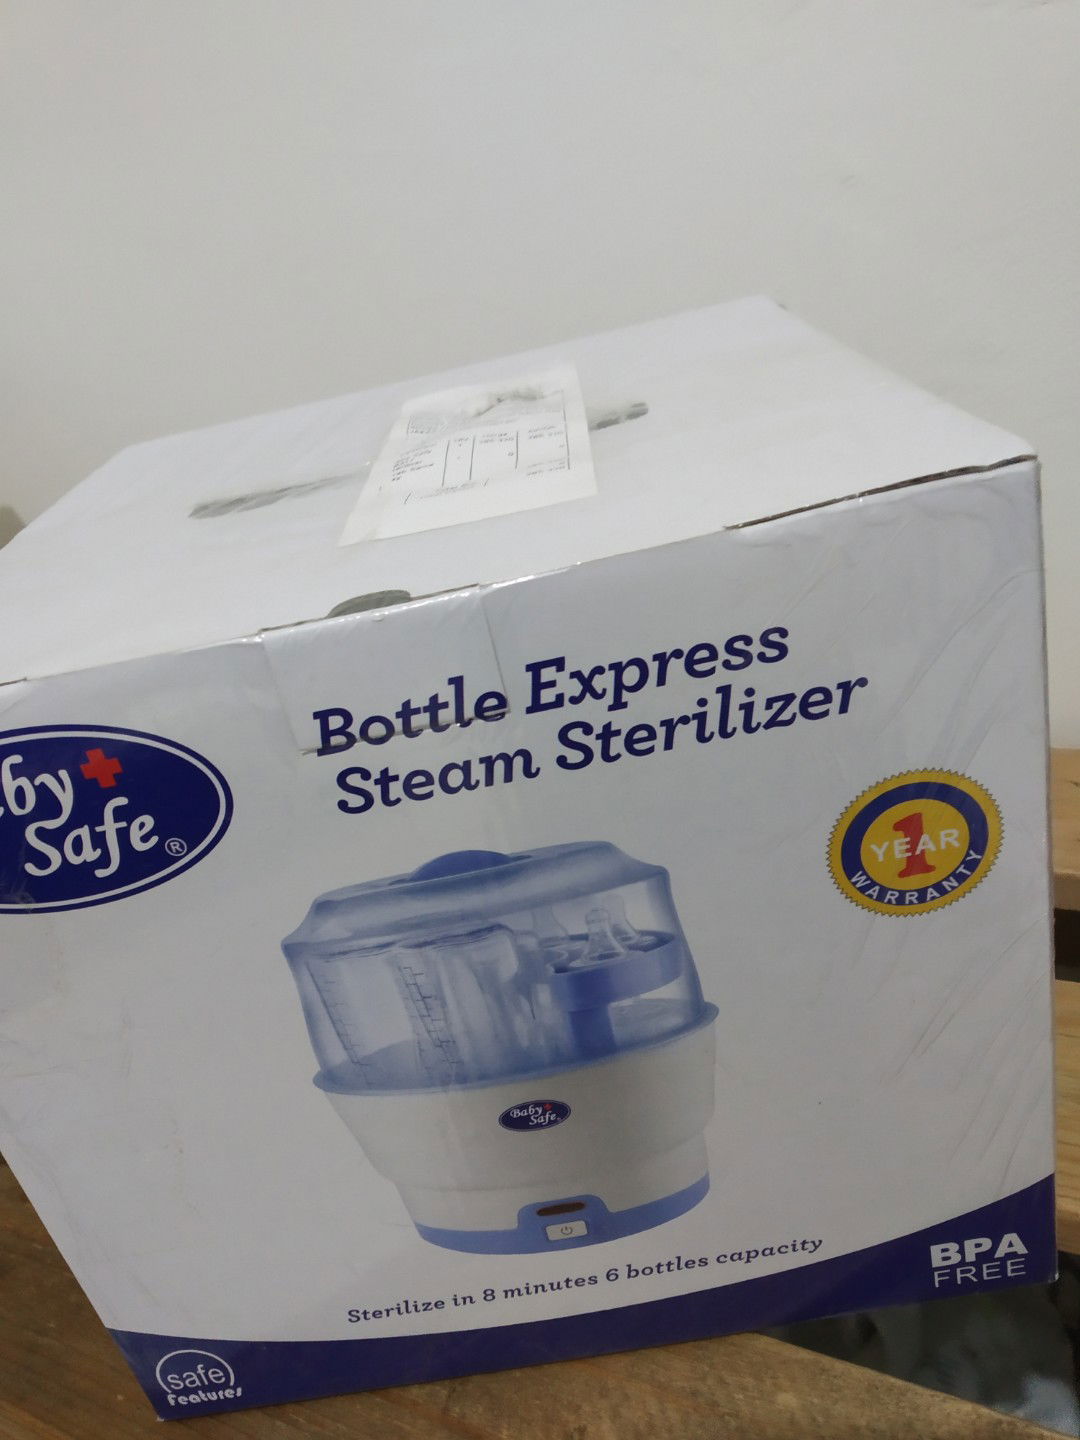 Bottle Express
Steam Sterilizer
Baby
Safe®
1
YEAR
WARRANTY
Baby
Safe
Sterilize in 8 minutes 6 bottles capacity
BPA
FREE
safe
Features